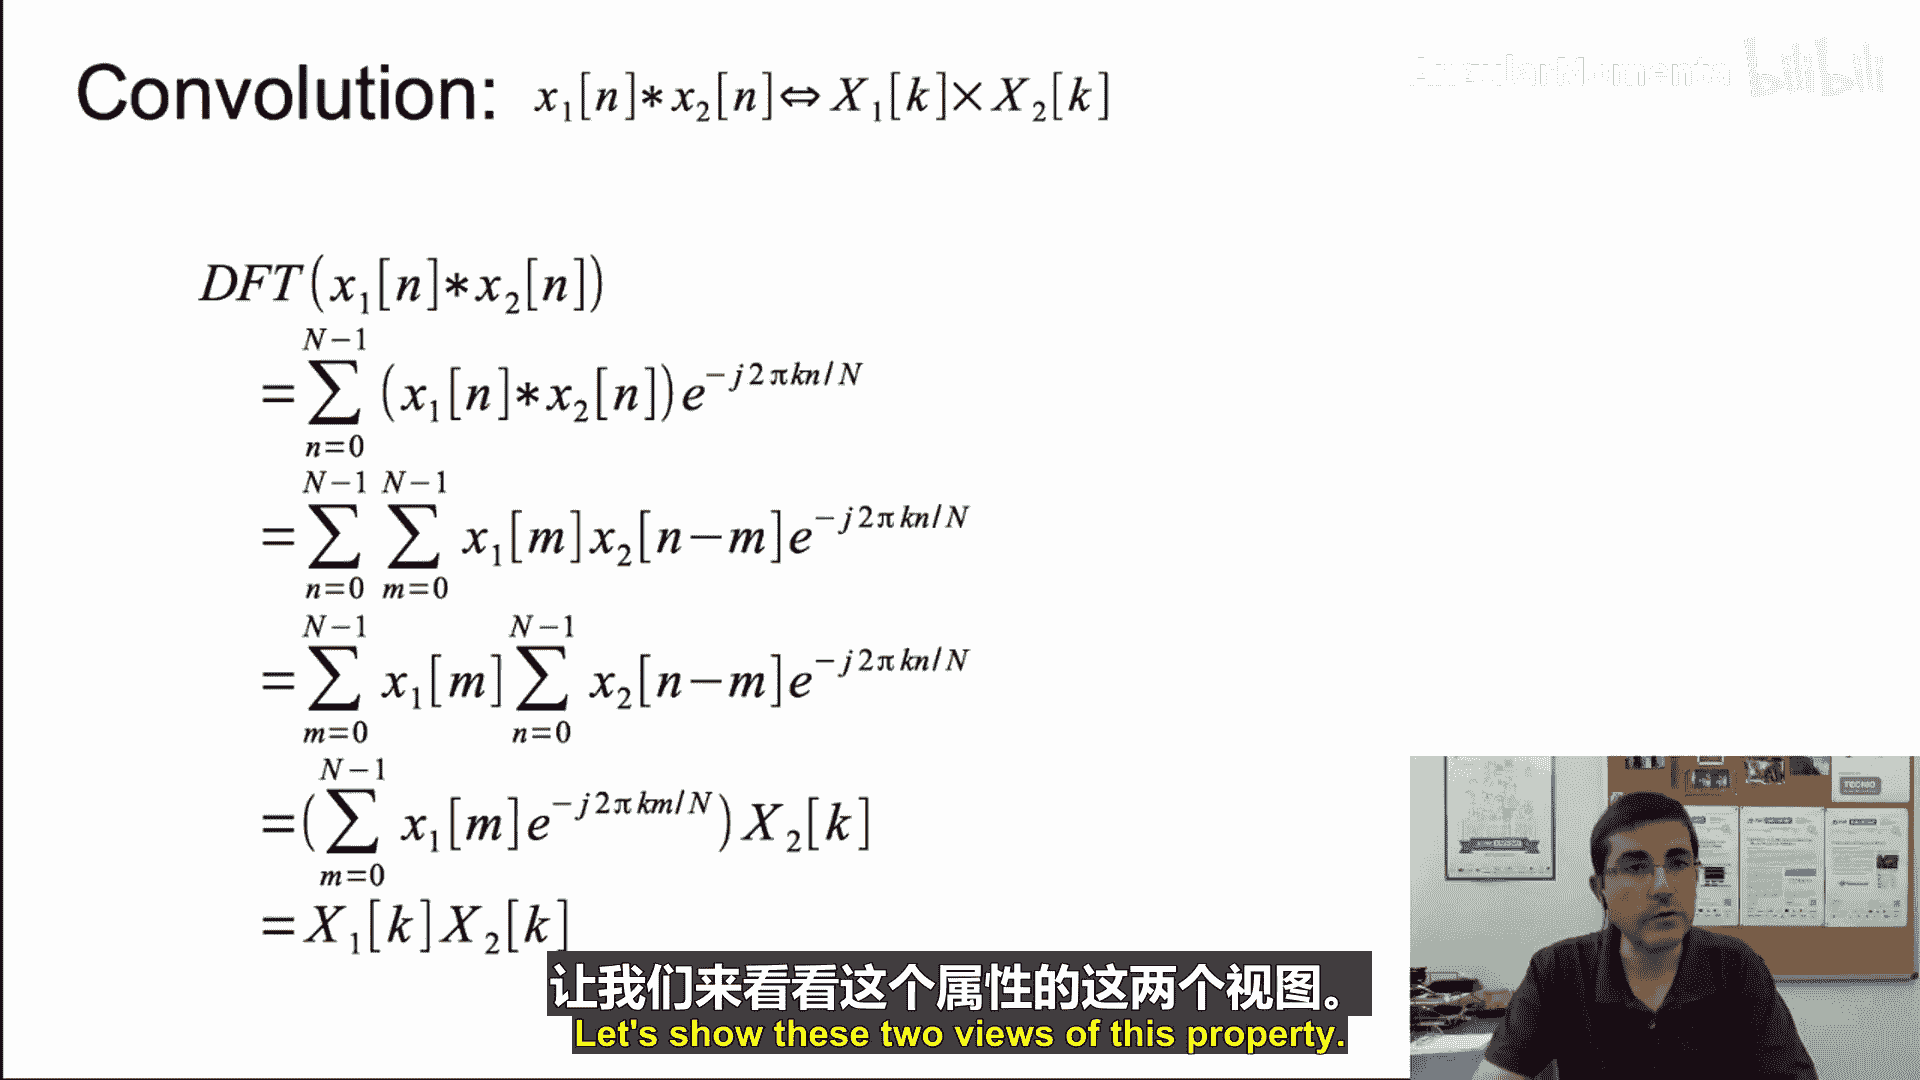 Convolution: x₁[n]∗x₂[n]⇔X₁[k]×X₂[k]
bilibili
DFT(x₁[n]∗x₂[n])
=∑_{n=0}^{N−1} (x₁[n]∗x₂[n])e^{−j2πkn/N}
=∑_{n=0}^{N−1} ∑_{m=0}^{N−1} x₁[m]x₂[n−m]e^{−j2πkn/N}
=∑_{m=0}^{N−1} x₁[m]∑_{n=0}^{N−1} x₂[n−m]e^{−j2πkn/N}
=(∑_{m=0}^{N−1} x₁[m]e^{−j2πkm/N})X₂[k]
=X₁[k]X₂[k]
TECNIO
让我们来看看这个属性的这两个视图。
Let's show these two views of this property.